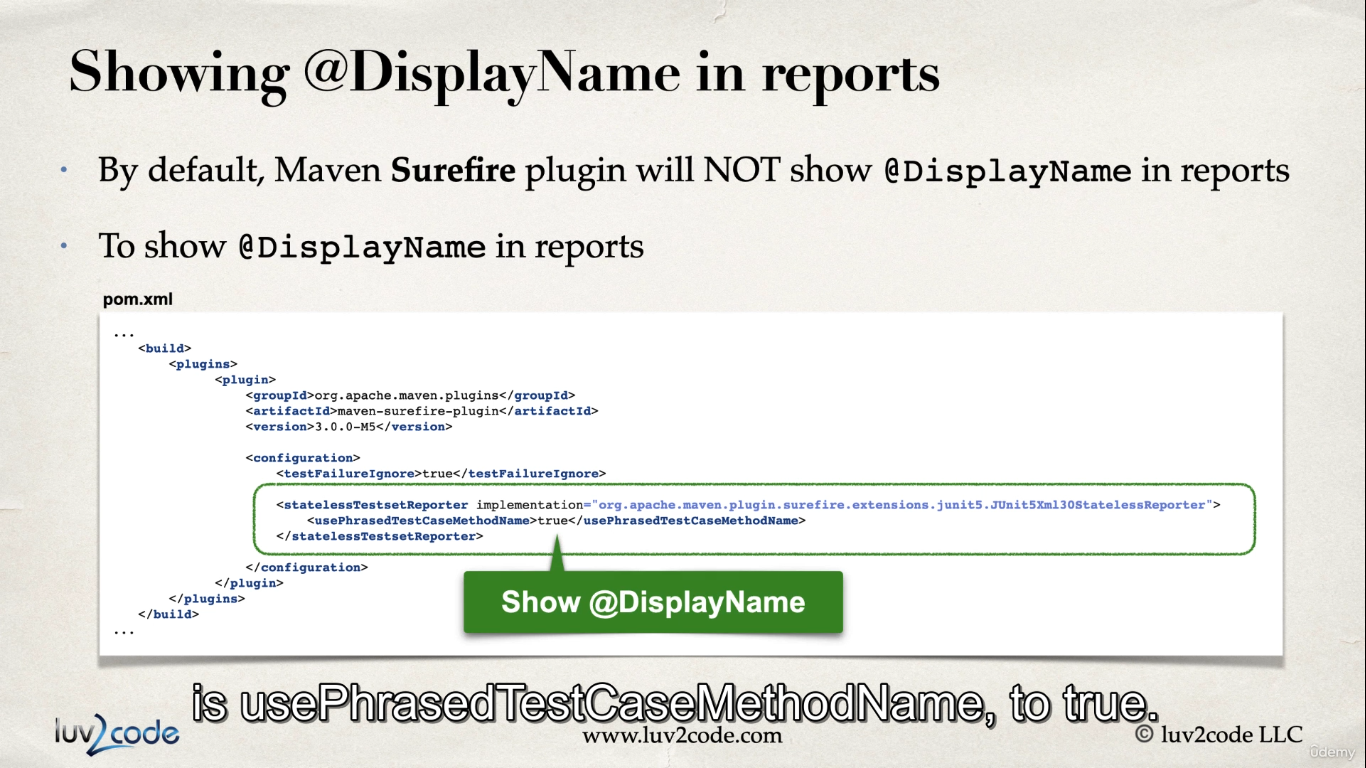 Showing @DisplayName in reports
• By default, Maven Surefire plugin will NOT show @DisplayName in reports
• To show @DisplayName in reports
pom.xml
...
<build>
<plugins>
<plugin>
<groupId>org.apache.maven.plugins</groupId>
<artifactId>maven-surefire-plugin</artifactId>
<version>3.0.0-M5</version>
<configuration>
<testFailureIgnore>true</testFailureIgnore>
<statelessTestsetReporter implementation="org.apache.maven.plugin.surefire.extensions.junit5.JUnit5Xml30StatelessReporter">
<usePhrasedTestCaseMethodName>true</usePhrasedTestCaseMethodName>
</statelessTestsetReporter>
</configuration>
</plugin>
</plugins>
</build>
...
Show @DisplayName
is usePhrasedTestCaseMethodName, to true.
luv2code
www.luv2code.com
© luv2code LLC
ûdemy